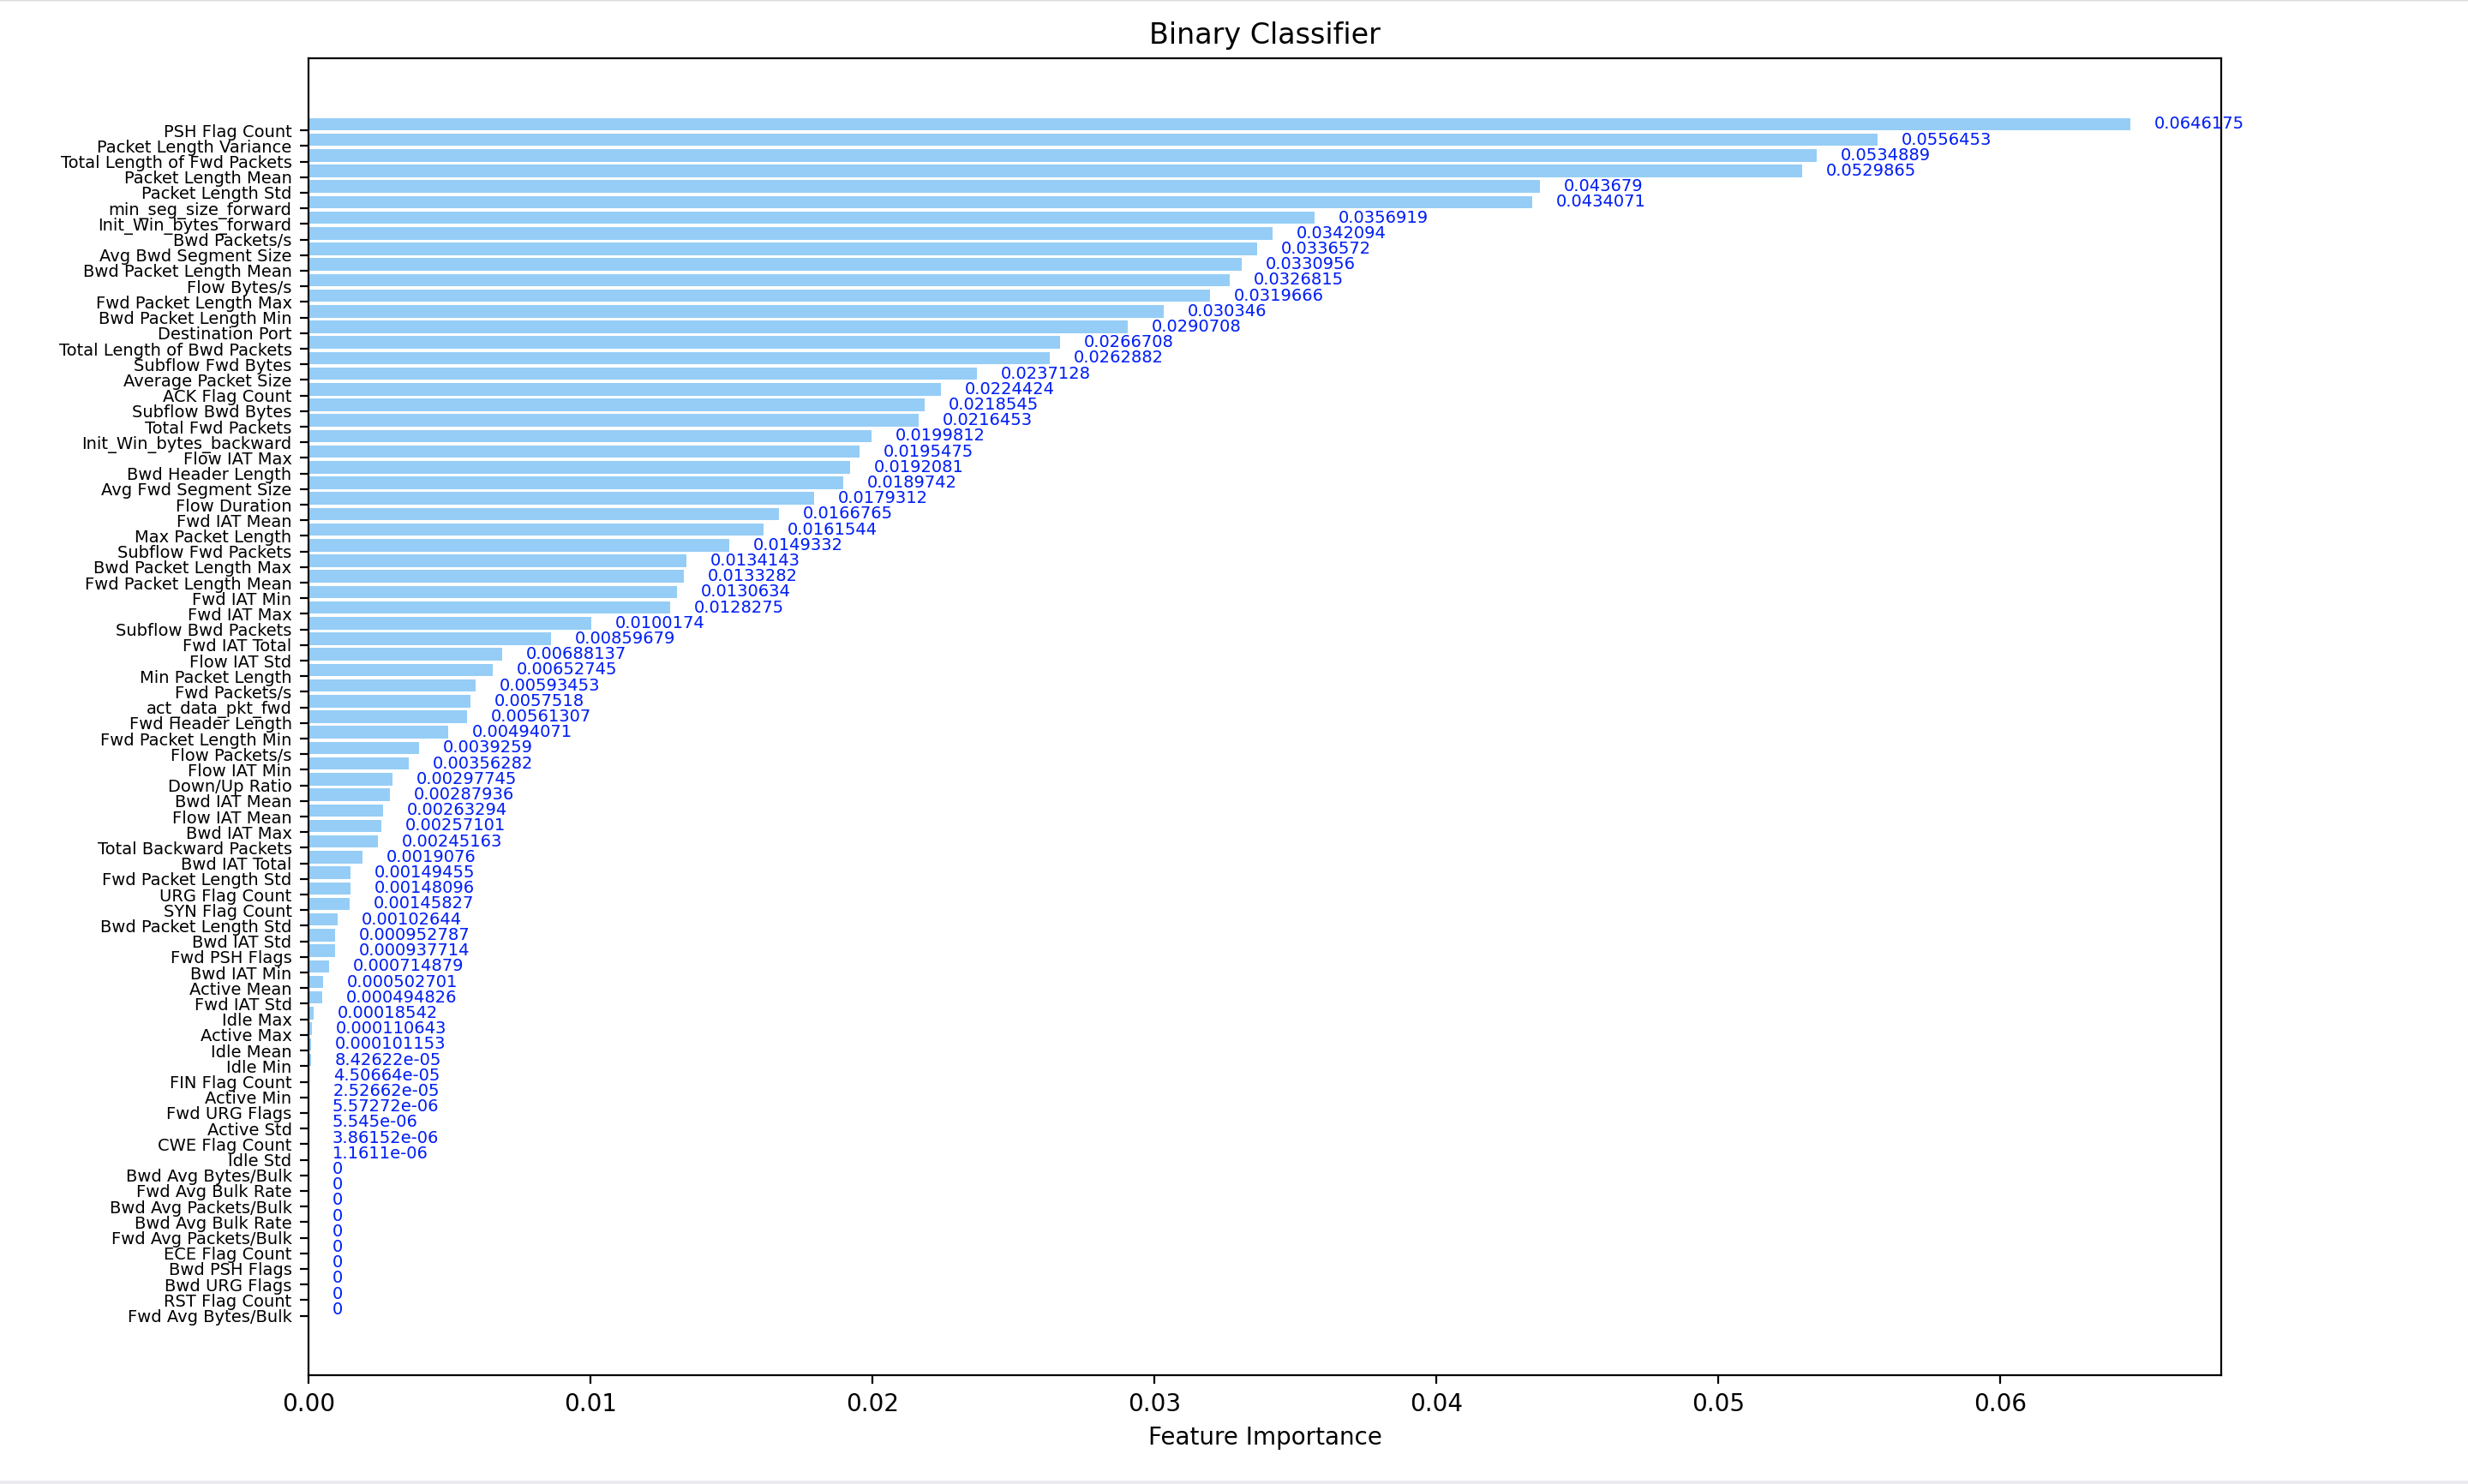 Binary Classifier
PSH Flag Count 0.0646175
Packet Length Variance 0.0556453
Total Length of Fwd Packets 0.0534889
Packet Length Mean 0.0529865
Packet Length Std 0.043679
min_seg_size_forward 0.0434071
Init_Win_bytes_forward 0.0356919
Bwd Packets/s 0.0342094
Avg Bwd Segment Size 0.0336572
Bwd Packet Length Mean 0.0330956
Flow Bytes/s 0.0326815
Fwd Packet Length Max 0.0319666
Bwd Packet Length Min 0.030346
Destination Port 0.0290708
Total Length of Bwd Packets 0.0266708
Subflow Fwd Bytes 0.0262882
Average Packet Size 0.0237128
ACK Flag Count 0.0224424
Subflow Bwd Bytes 0.0218545
Total Fwd Packets 0.0216453
Init_Win_bytes_backward 0.0199812
Flow IAT Max 0.0195475
Bwd Header Length 0.0192081
Avg Fwd Segment Size 0.0189742
Flow Duration 0.0179312
Fwd IAT Mean 0.0166765
Max Packet Length 0.0161544
Subflow Fwd Packets 0.0149332
Bwd Packet Length Max 0.0134143
Fwd Packet Length Mean 0.0133282
Fwd IAT Min 0.0130634
Fwd IAT Max 0.0128275
Subflow Bwd Packets 0.0100174
Fwd IAT Total 0.00859679
Flow IAT Std 0.00688137
Min Packet Length 0.00652745
Fwd Packets/s 0.00593453
act_data_pkt_fwd 0.0057518
Fwd Header Length 0.00561307
Fwd Packet Length Min 0.00494071
Flow Packets/s 0.0039259
Flow IAT Min 0.00356282
Down/Up Ratio 0.00297745
Bwd IAT Mean 0.00287936
Flow IAT Mean 0.00263294
Bwd IAT Max 0.00257101
Total Backward Packets 0.00245163
Bwd IAT Total 0.0019076
Fwd Packet Length Std 0.00149455
URG Flag Count 0.00148096
SYN Flag Count 0.00145827
Bwd Packet Length Std 0.00102644
Bwd IAT Std 0.000952787
Fwd PSH Flags 0.000937714
Bwd IAT Min 0.000714879
Active Mean 0.000502701
Fwd IAT Std 0.000494826
Idle Max 0.00018542
Active Max 0.000110643
Idle Mean 0.000101153
Idle Min 8.42622e-05
FIN Flag Count 4.50664e-05
Active Min 2.52662e-05
Fwd URG Flags 5.57272e-06
Active Std 5.545e-06
CWE Flag Count 3.86152e-06
Idle Std 1.1611e-06
Bwd Avg Bytes/Bulk 0
Fwd Avg Bulk Rate 0
Bwd Avg Packets/Bulk 0
Bwd Avg Bulk Rate 0
Fwd Avg Packets/Bulk 0
ECE Flag Count 0
Bwd PSH Flags 0
Bwd URG Flags 0
RST Flag Count 0
Fwd Avg Bytes/Bulk 0
0.00 0.01 0.02 0.03 0.04 0.05 0.06
Feature Importance